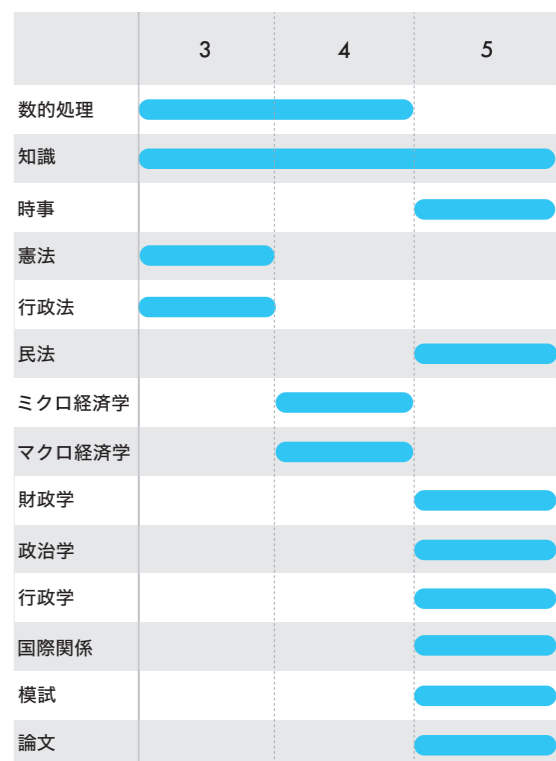 3 4 5
数的処理
知識
時事
憲法
行政法
民法
ミクロ経済学
マクロ経済学
財政学
政治学
行政学
国際関係
模試
論文